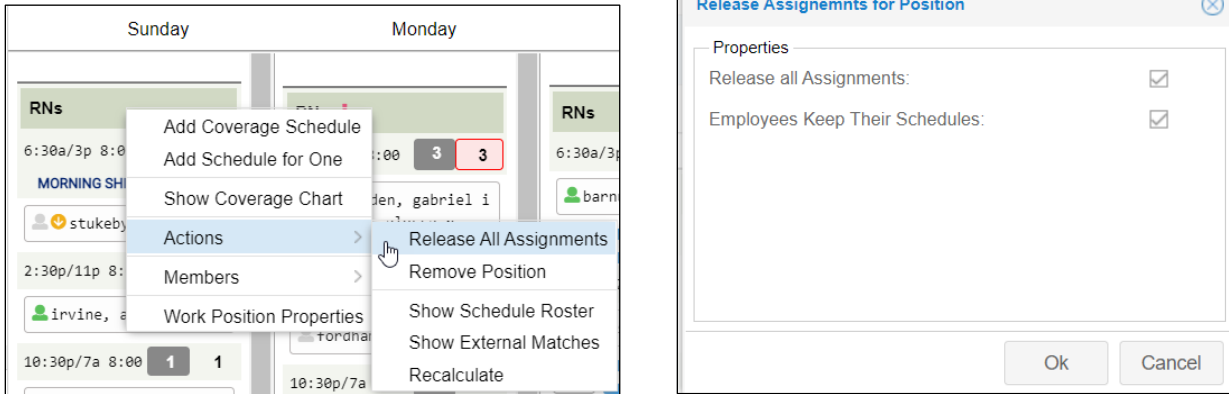 Sunday
Monday
RNs
6:30a/3p 8:0
MORNING SHI
stukeby
2:30p/11p 8:
irvine, a
10:30p/7a 8:00 1 1
:00 3 3
den, gabriel i
fordha
10:30p/7a
RNs
6:30a/3p
barn
Add Coverage Schedule
Add Schedule for One
Show Coverage Chart
Actions
Members
Work Position Properties
Release All Assignments
Remove Position
Show Schedule Roster
Show External Matches
Recalculate
Release Assignemnts for Position
Properties
Release all Assignments:
Employees Keep Their Schedules:
Ok Cancel